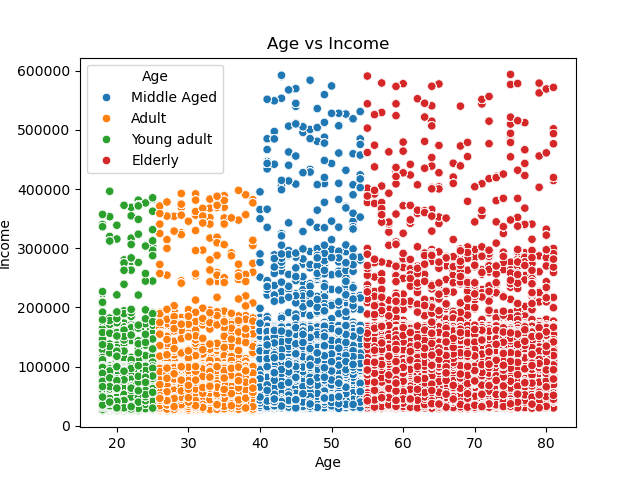 Age vs Income
Age
Middle Aged
Adult
Young adult
Elderly
600000
500000
400000
300000
200000
100000
0
Income
20 30 40 50 60 70 80
Age